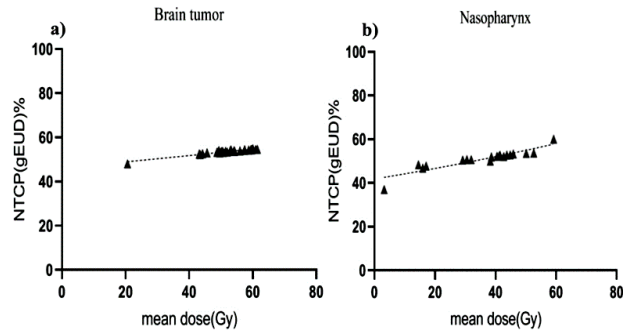 Brain tumor
a)
NTCP(gEUD)%
100
80
60
40
20
0
0 20 40 60 80
mean dose(Gy)
Nasopharynx
b)
NTCP(gEUD)%
100
80
60
40
20
0
0 20 40 60 80
mean dose(Gy)